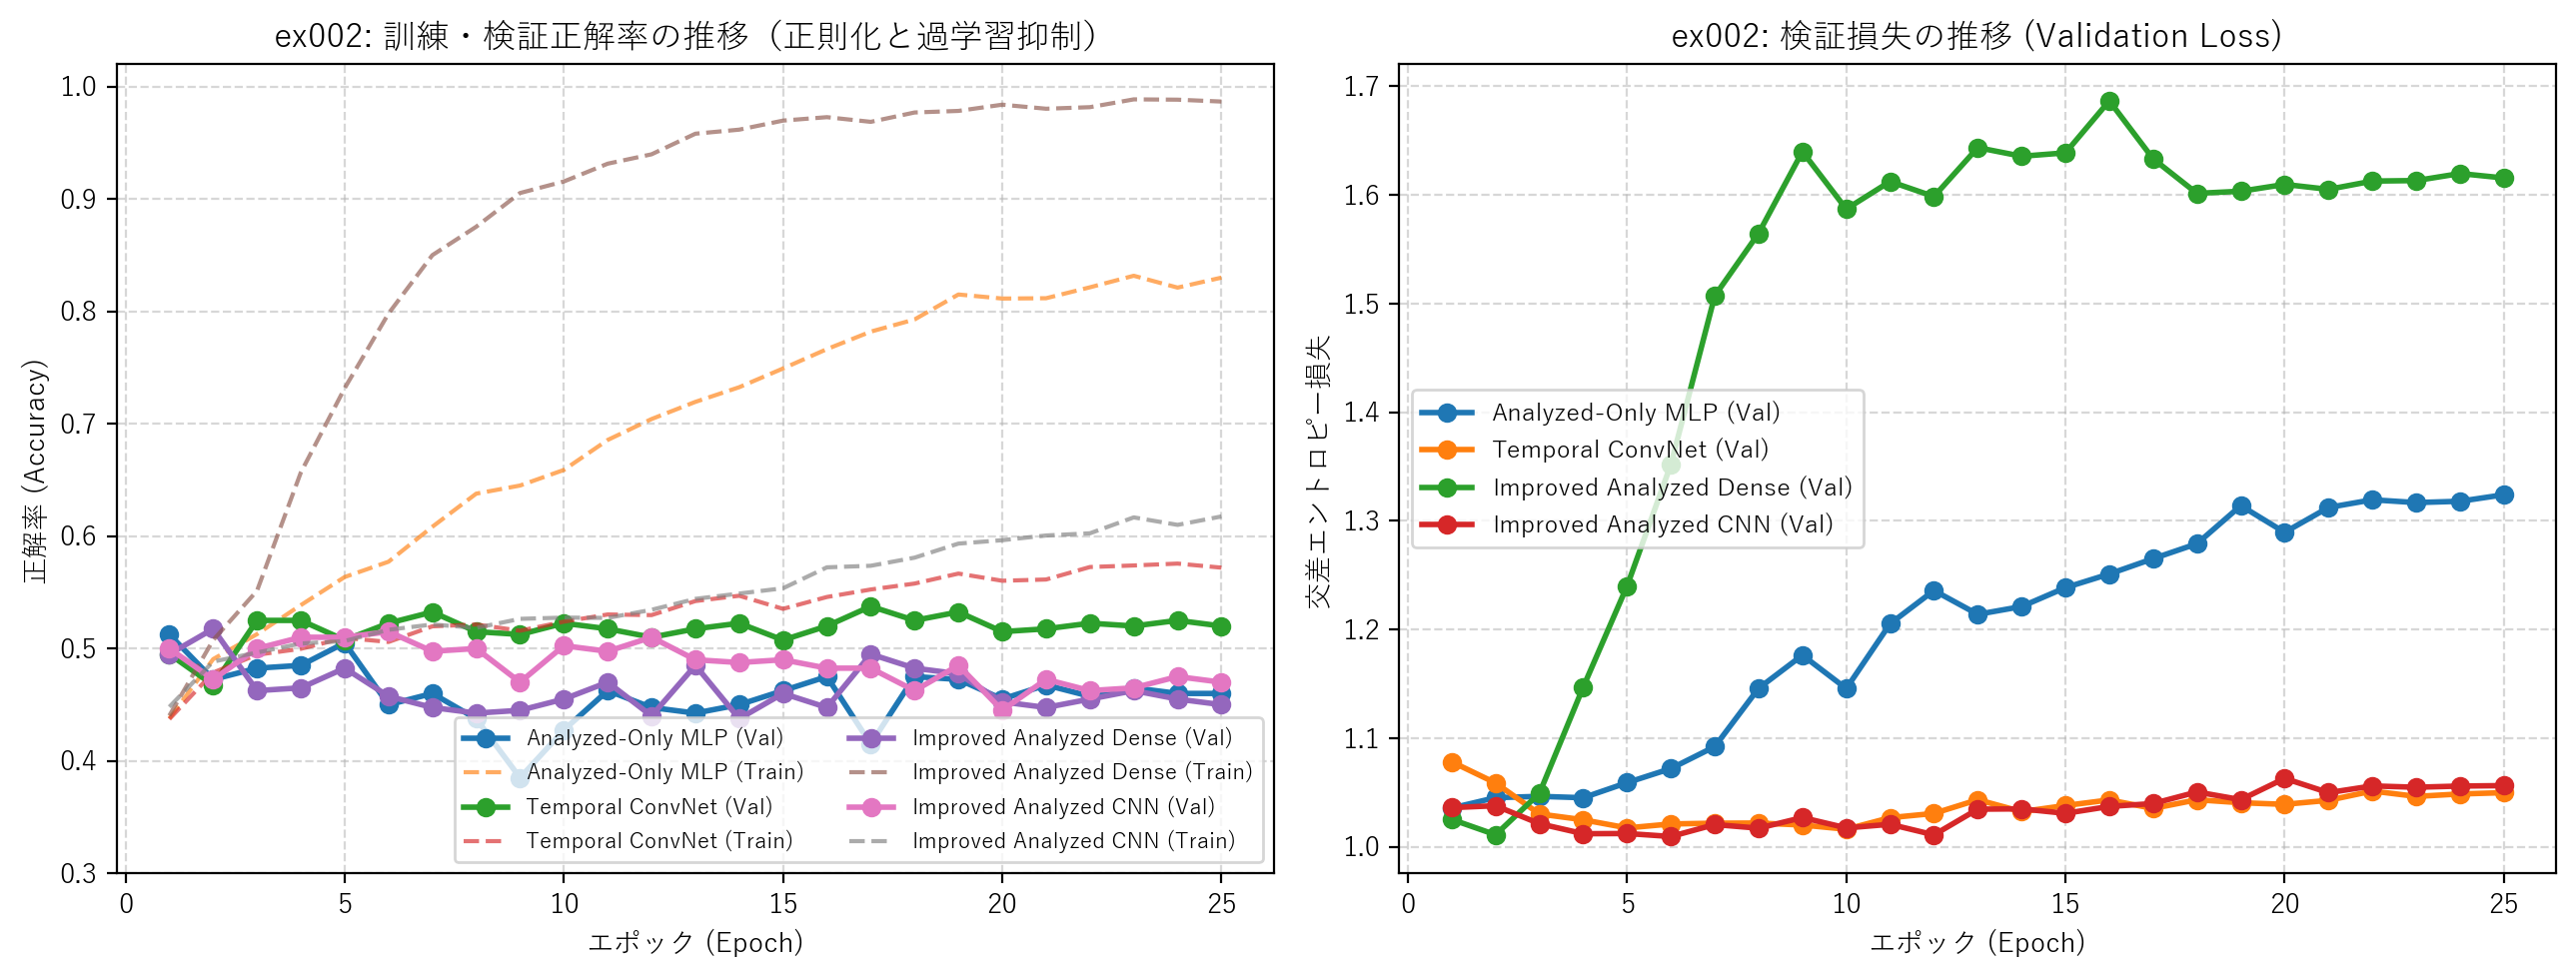 ex002: 訓練・検証正解率の推移（正則化と過学習抑制）
1.0
0.9
0.8
0.7
0.6
0.5
0.4
0.3
正解率 (Accuracy)
Analyzed-Only MLP (Val)
Analyzed-Only MLP (Train)
Temporal ConvNet (Val)
Temporal ConvNet (Train)
Improved Analyzed Dense (Val)
Improved Analyzed Dense (Train)
Improved Analyzed CNN (Val)
Improved Analyzed CNN (Train)
0 5 10 15 20 25
エポック (Epoch)
ex002: 検証損失の推移 (Validation Loss)
1.7
1.6
1.5
1.4
1.3
1.2
1.1
1.0
交差エントロピー損失
Analyzed-Only MLP (Val)
Temporal ConvNet (Val)
Improved Analyzed Dense (Val)
Improved Analyzed CNN (Val)
0 5 10 15 20 25
エポック (Epoch)